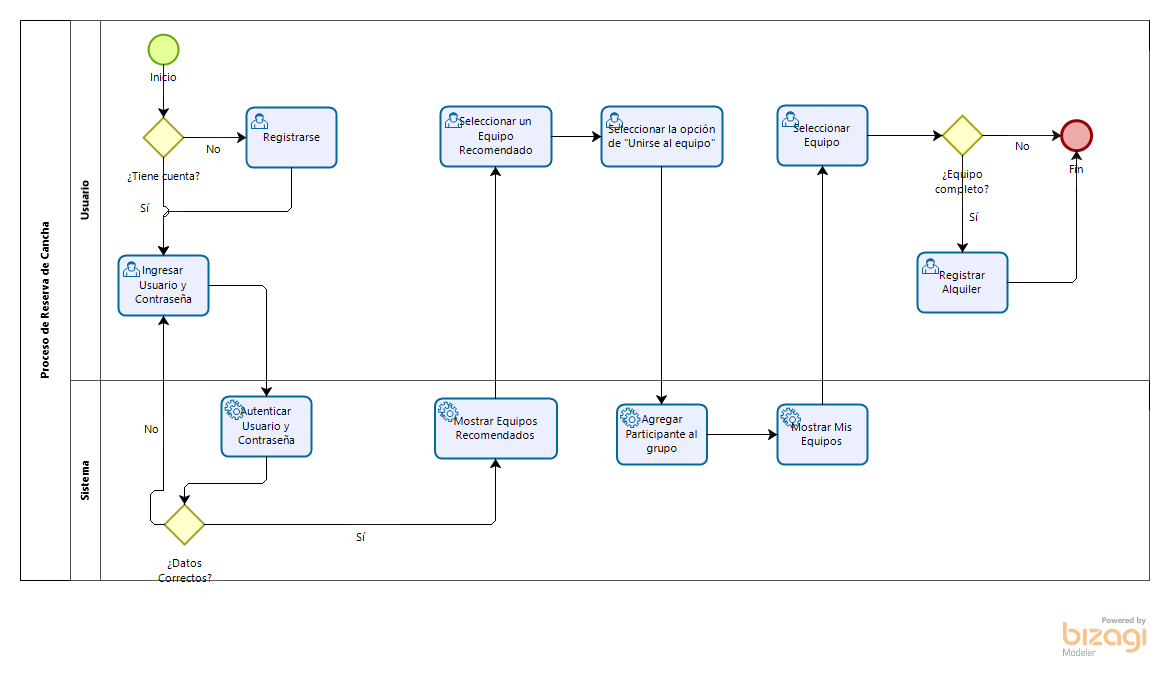 Proceso de Reserva de Cancha
Usuario
Inicio
¿Tiene cuenta?
No
Sí
Registrarse
Ingresar
Usuario y
Contraseña
Seleccionar un
Equipo
Recomendado
Seleccionar la opción
de "Unirse al equipo"
Seleccionar
Equipo
¿Equipo
completo?
No
Sí
Fin
Registrar
Alquiler
Sistema
Autenticar
Usuario y
Contraseña
No
¿Datos
Correctos?
Sí
Mostrar Equipos
Recomendados
Agregar
Participante al
grupo
Mostrar Mis
Equipos
Powered by
bizagi
Modeler